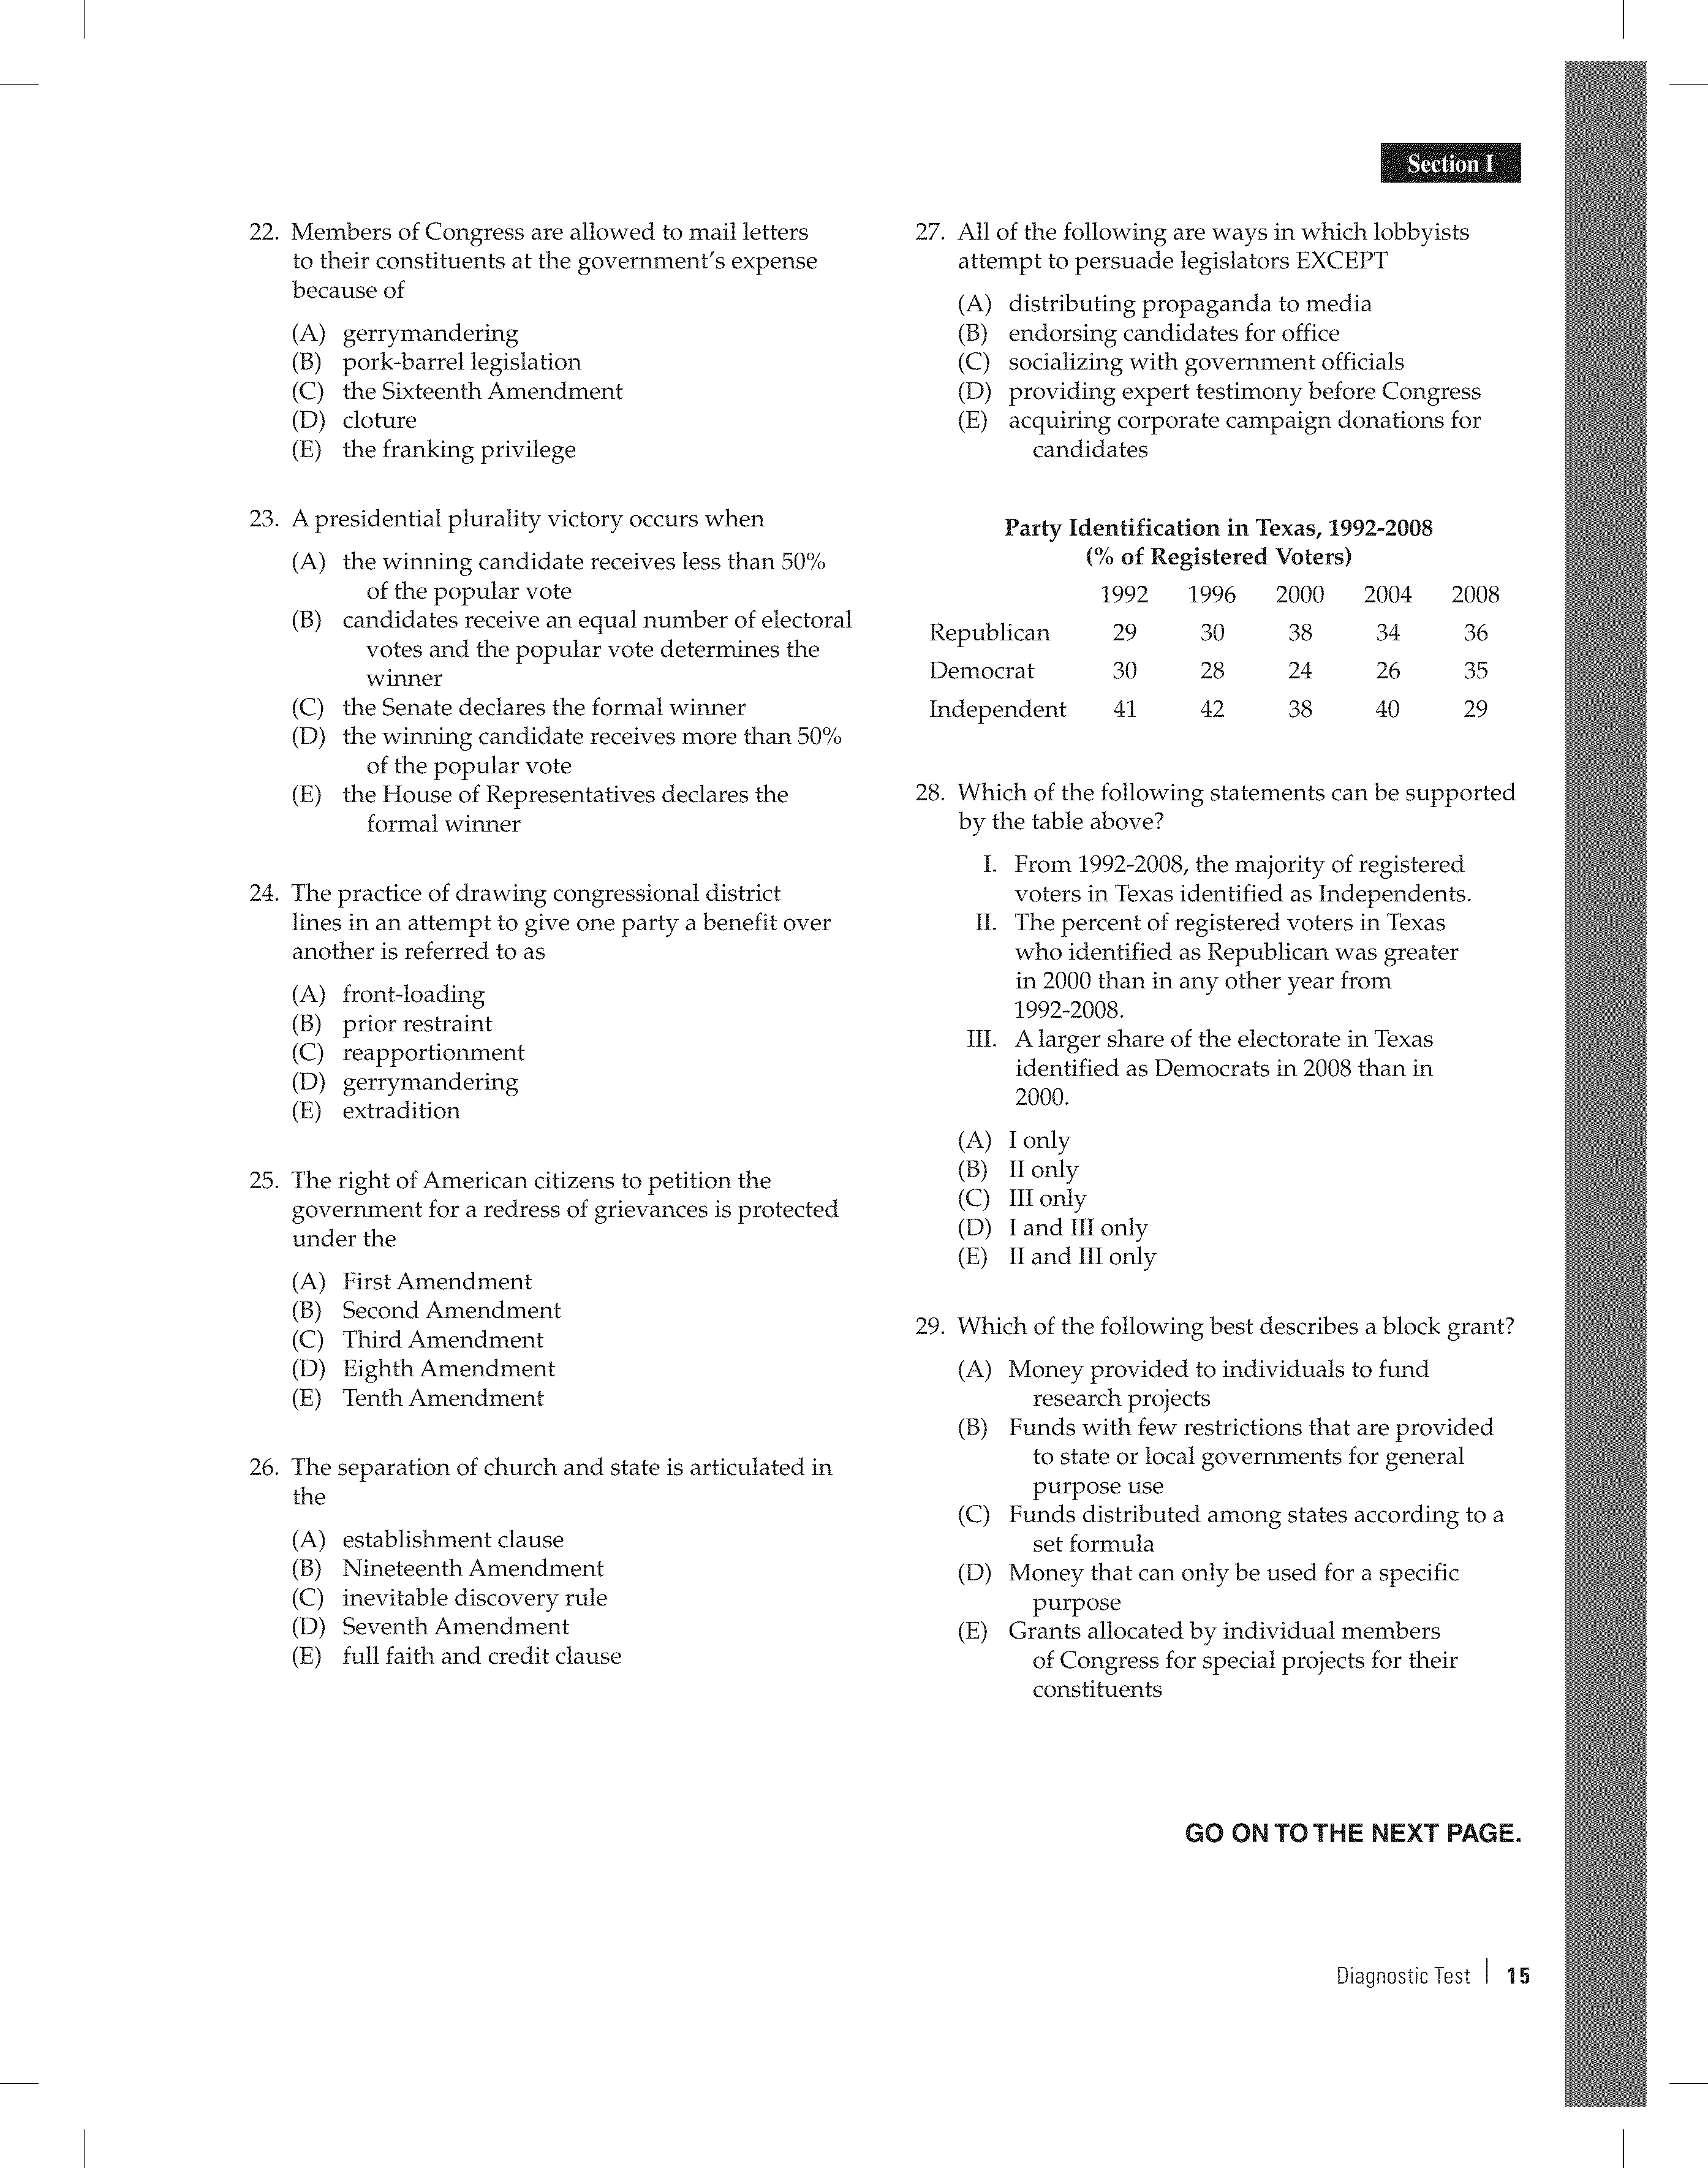 Section I
22. Members of Congress are allowed to mail letters
to their constituents at the government's expense
because of
(A) gerrymandering
(B) pork-barrel legislation
(C) the Sixteenth Amendment
(D) cloture
(E) the franking privilege
23. A presidential plurality victory occurs when
(A) the winning candidate receives less than 50%
of the popular vote
(B) candidates receive an equal number of electoral
votes and the popular vote determines the
winner
(C) the Senate declares the formal winner
(D) the winning candidate receives more than 50%
of the popular vote
(E) the House of Representatives declares the
formal winner
24. The practice of drawing congressional district
lines in an attempt to give one party a benefit over
another is referred to as
(A) front-loading
(B) prior restraint
(C) reapportionment
(D) gerrymandering
(E) extradition
25. The right of American citizens to petition the
government for a redress of grievances is protected
under the
(A) First Amendment
(B) Second Amendment
(C) Third Amendment
(D) Eighth Amendment
(E) Tenth Amendment
26. The separation of church and state is articulated in
the
(A) establishment clause
(B) Nineteenth Amendment
(C) inevitable discovery rule
(D) Seventh Amendment
(E) full faith and credit clause
27. All of the following are ways in which lobbyists
attempt to persuade legislators EXCEPT
(A) distributing propaganda to media
(B) endorsing candidates for office
(C) socializing with government officials
(D) providing expert testimony before Congress
(E) acquiring corporate campaign donations for
candidates
Party Identification in Texas, 1992-2008
(% of Registered Voters)
1992 1996 2000 2004 2008
Republican 29 30 38 34 36
Democrat 30 28 24 26 35
Independent 41 42 38 40 29
28. Which of the following statements can be supported
by the table above?
I. From 1992-2008, the majority of registered
voters in Texas identified as Independents.
II. The percent of registered voters in Texas
who identified as Republican was greater
in 2000 than in any other year from
1992-2008.
III. A larger share of the electorate in Texas
identified as Democrats in 2008 than in
2000.
(A) I only
(B) II only
(C) III only
(D) I and III only
(E) II and III only
29. Which of the following best describes a block grant?
(A) Money provided to individuals to fund
research projects
(B) Funds with few restrictions that are provided
to state or local governments for general
purpose use
(C) Funds distributed among states according to a
set formula
(D) Money that can only be used for a specific
purpose
(E) Grants allocated by individual members
of Congress for special projects for their
constituents
GO ON TO THE NEXT PAGE.
Diagnostic Test | 15